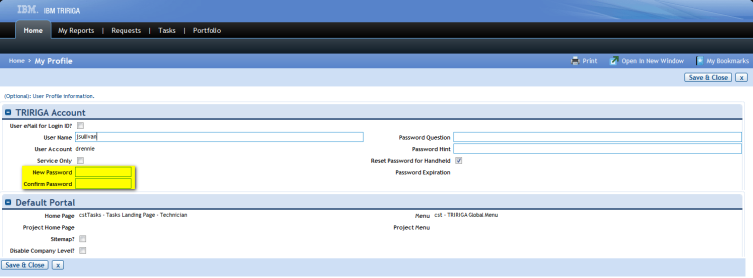 IBM. IBM TRIRIGA
Home My Reports | Requests | Tasks | Portfolio
Home > My Profile Print Open In New Window My Bookmarks
Save & Close x
(Optional): User Profile information.
TRIRIGA Account
User eMail for Login ID?
User Name jsullivan Password Question
User Account drennie Password Hint
Service Only Reset Password for Handheld
New Password Password Expiration
Confirm Password
Default Portal
Home Page cstTasks - Tasks Landing Page - Technician Menu cst - TRIRIGA Global Menu
Project Home Page Project Menu
Sitemap?
Disable Company Level?
Save & Close x